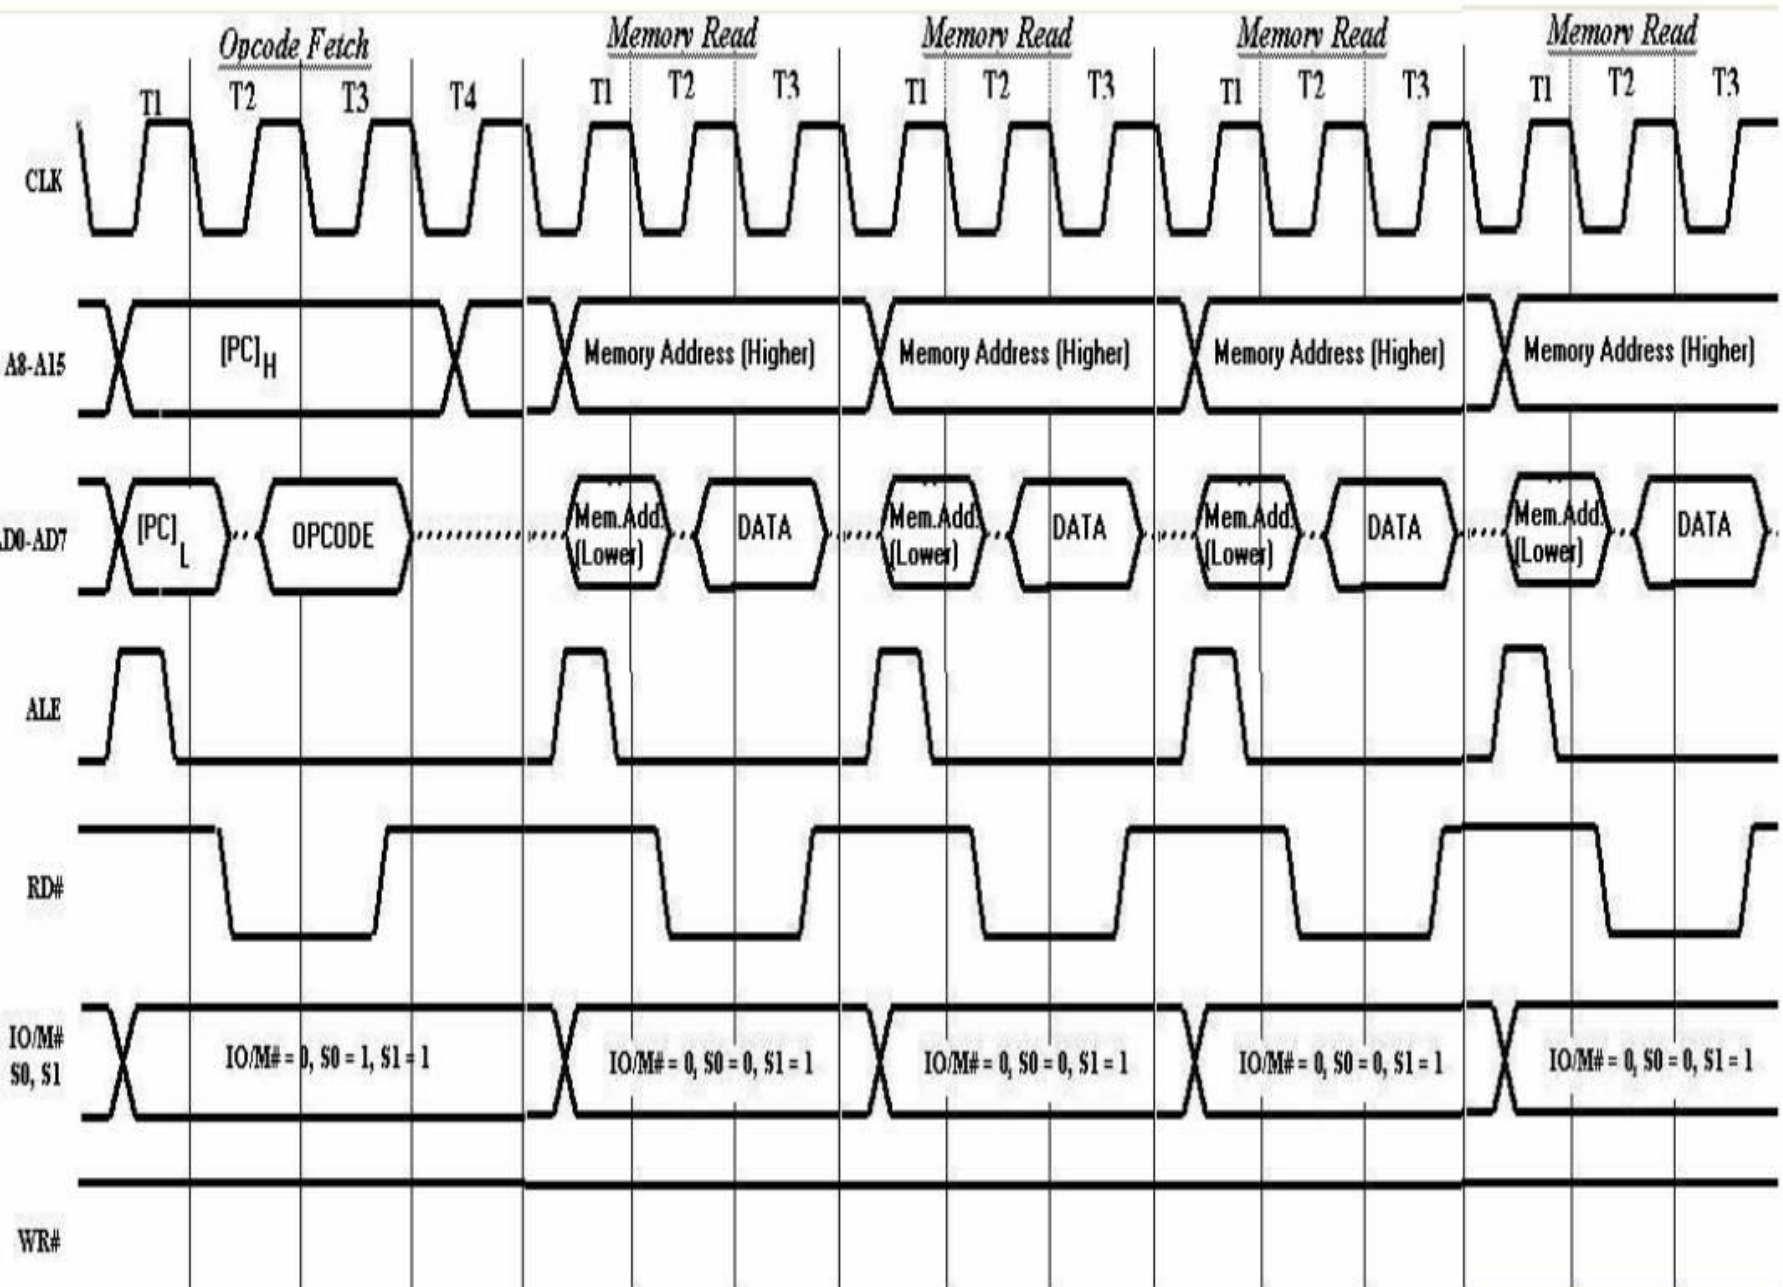 Opcode Fetch Memory Read Memory Read Memory Read Memory Read
T1 T2 T3 T4 T1 T2 T3 T1 T2 T3 T1 T2 T3 T1 T2 T3
CLK
A8-A15 [PC]H Memory Address (Higher) Memory Address (Higher) Memory Address (Higher) Memory Address (Higher)
AD0-AD7 [PC]L OPCODE Mem.Add. DATA Mem.Add. DATA Mem.Add. DATA Mem.Add. DATA
(Lower) (Lower) (Lower) (Lower)
ALE
RD#
IO/M#
S0, S1
IO/M# = 0, S0 = 1, S1 = 1 IO/M# = 0, S0 = 0, S1 = 1 IO/M# = 0, S0 = 0, S1 = 1 IO/M# = 0, S0 = 0, S1 = 1 IO/M# = 0, S0 = 0, S1 = 1
WR#